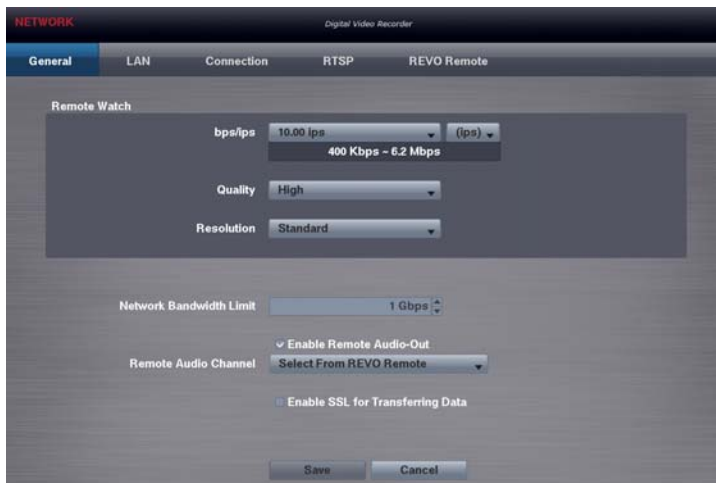 NETWORK Digital Video Recorder
General LAN Connection RTSP REVO Remote
Remote Watch
bps/ips 10.00 ips (ips)
400 Kbps ~ 6.2 Mbps
Quality High
Resolution Standard
Network Bandwidth Limit 1 Gbps
Enable Remote Audio-Out
Remote Audio Channel Select From REVO Remote
Enable SSL for Transferring Data
Save Cancel